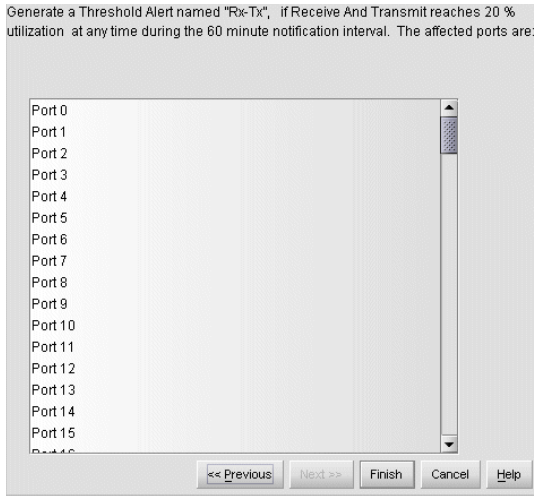 Generate a Threshold Alert named "Rx-Tx", if Receive And Transmit reaches 20 %
utilization at any time during the 60 minute notification interval. The affected ports are:
Port 0
Port 1
Port 2
Port 3
Port 4
Port 5
Port 6
Port 7
Port 8
Port 9
Port 10
Port 11
Port 12
Port 13
Port 14
Port 15
<< Previous
Next >>
Finish
Cancel
Help